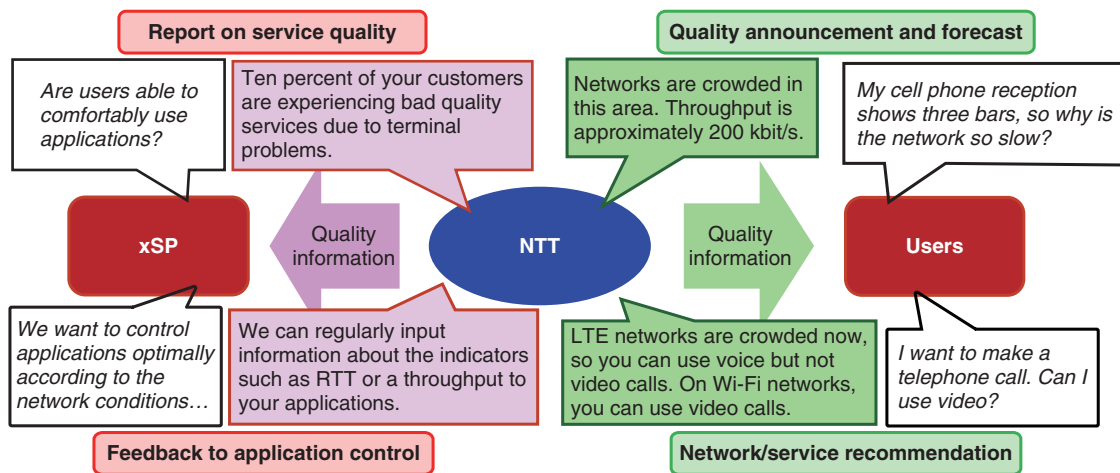 Report on service quality
Quality announcement and forecast
Are users able to
comfortably use
applications?
Ten percent of your customers
are experiencing bad quality
services due to terminal
problems.
Networks are crowded in
this area. Throughput is
approximately 200 kbit/s.
My cell phone reception
shows three bars, so why is
the network so slow?
xSP
Quality
information
NTT
Quality
information
Users
We want to control
applications optimally
according to the
network conditions…
We can regularly input
information about the indicators
such as RTT or a throughput to
your applications.
LTE networks are crowded now,
so you can use voice but not
video calls. On Wi-Fi networks,
you can use video calls.
I want to make a
telephone call. Can I
use video?
Feedback to application control
Network/service recommendation